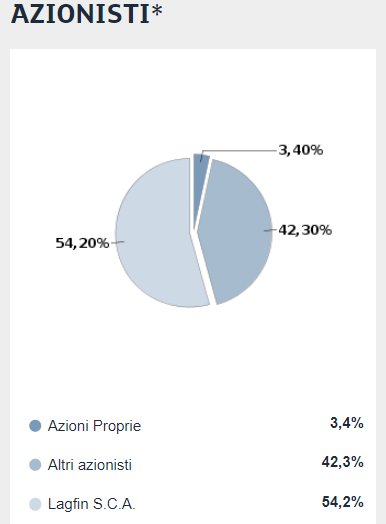 AZIONISTI*
3,40%
42,30%
54,20%
Azioni Proprie 3,4%
Altri azionisti 42,3%
Lagfin S.C.A. 54,2%